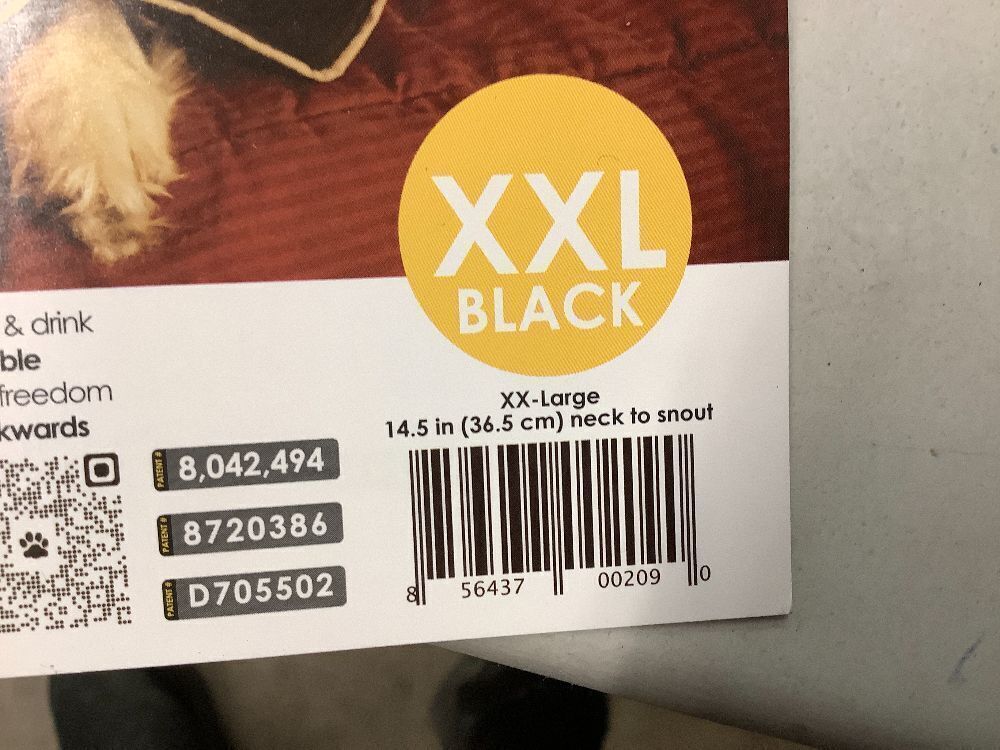 XXL
BLACK
& drink
ble
freedom
kwards
XX-Large
14.5 in (36.5 cm) neck to snout
PATENT # 8,042,494
PATENT # 8720386
PATENT # D705502
8 56437 00209 0